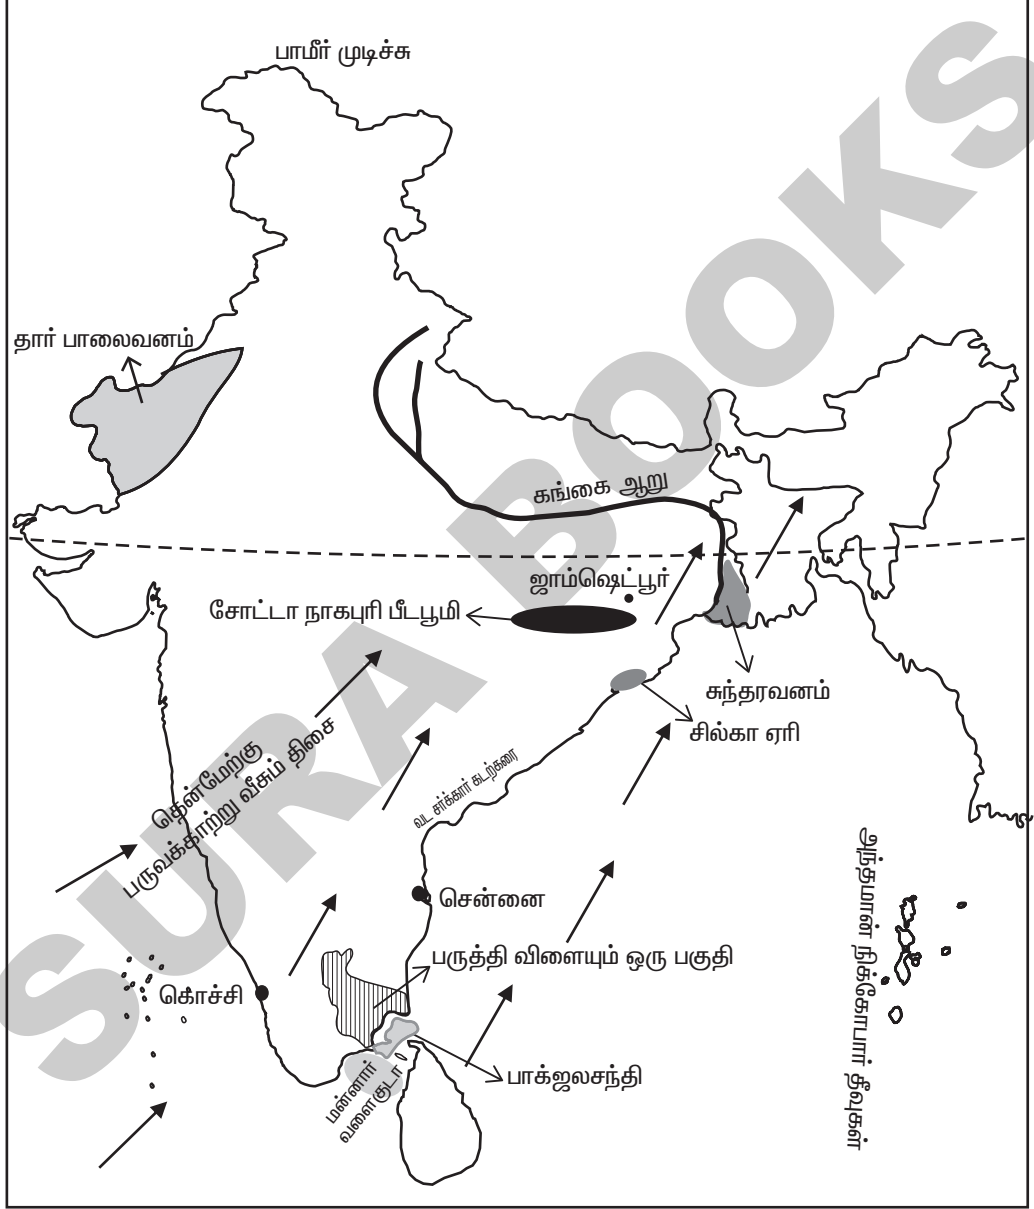 பாமீர் முடிச்சு
தார் பாலைவனம்
கங்கை ஆறு
ஜாம்ஷெட்பூர்
சோட்டா நாகபுரி பீடபூமி
சுந்தரவனம்
சில்கா ஏரி
தென்மேற்கு
பருவக்காற்று வீசும் திசை
வட சர்க்கார் கடற்கரை
அந்தமான் நிக்கோபார் தீவுகள்
சென்னை
பருத்தி விளையும் ஒரு பகுதி
கொச்சி
பாக்ஜலசந்தி
மன்னார்
வளைகுடா
SURA BOOKS